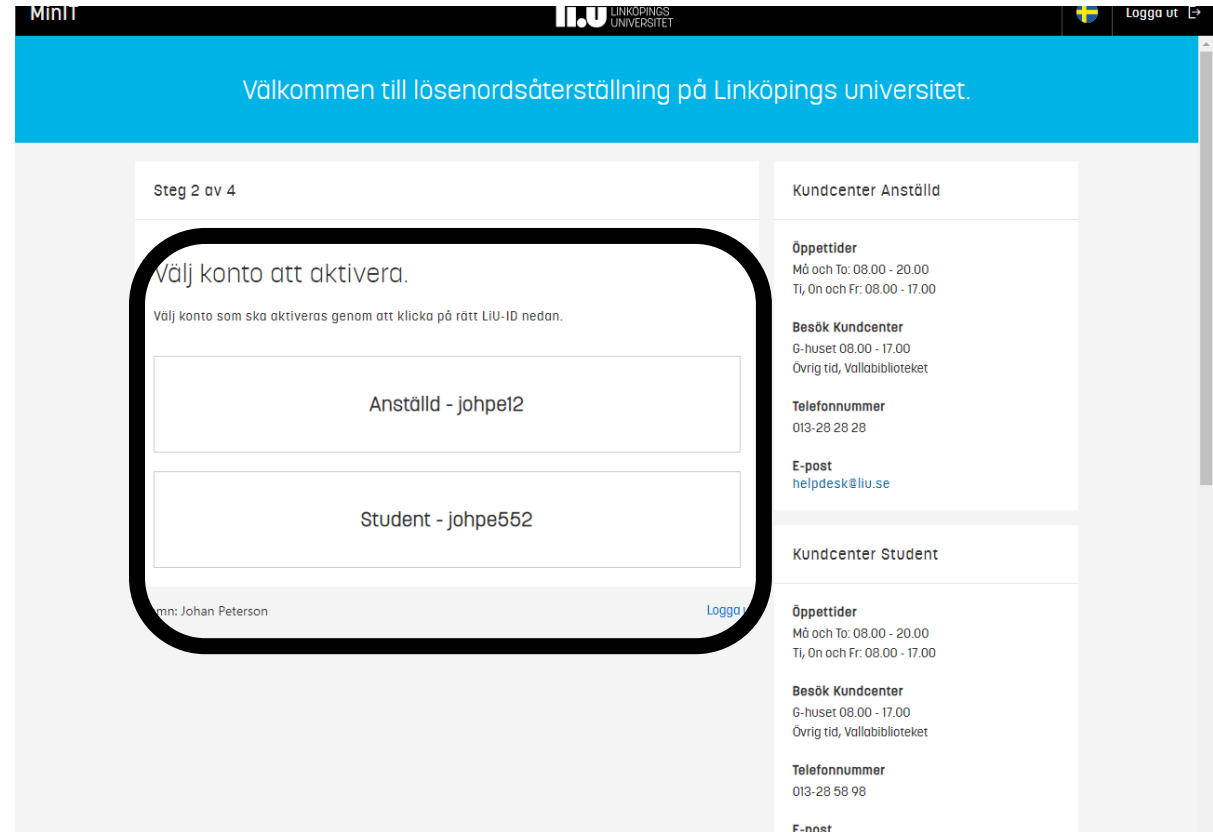 MinIT
LINKÖPINGS
UNIVERSITET
Logga ut
Välkommen till lösenordsåterställning på Linköpings universitet.
Steg 2 av 4
Välj konto att aktivera.
Välj konto som ska aktiveras genom att klicka på rätt LiU-ID nedan.
Anställd - johpe12
Student - johpe552
Johan Peterson
Logga
Kundcenter Anställd
Öppettider
Må och To: 08.00 - 20.00
Ti, On och Fr: 08.00 - 17.00
Besök Kundcenter
G-huset 08.00 - 17.00
Övrig tid, Vallabiblioteket
Telefonnummer
013-28 28 28
E-post
helpdesk@liu.se
Kundcenter Student
Öppettider
Må och To: 08.00 - 20.00
Ti, On och Fr: 08.00 - 17.00
Besök Kundcenter
G-huset 08.00 - 17.00
Övrig tid, Vallabiblioteket
Telefonnummer
013-28 58 98
E-post